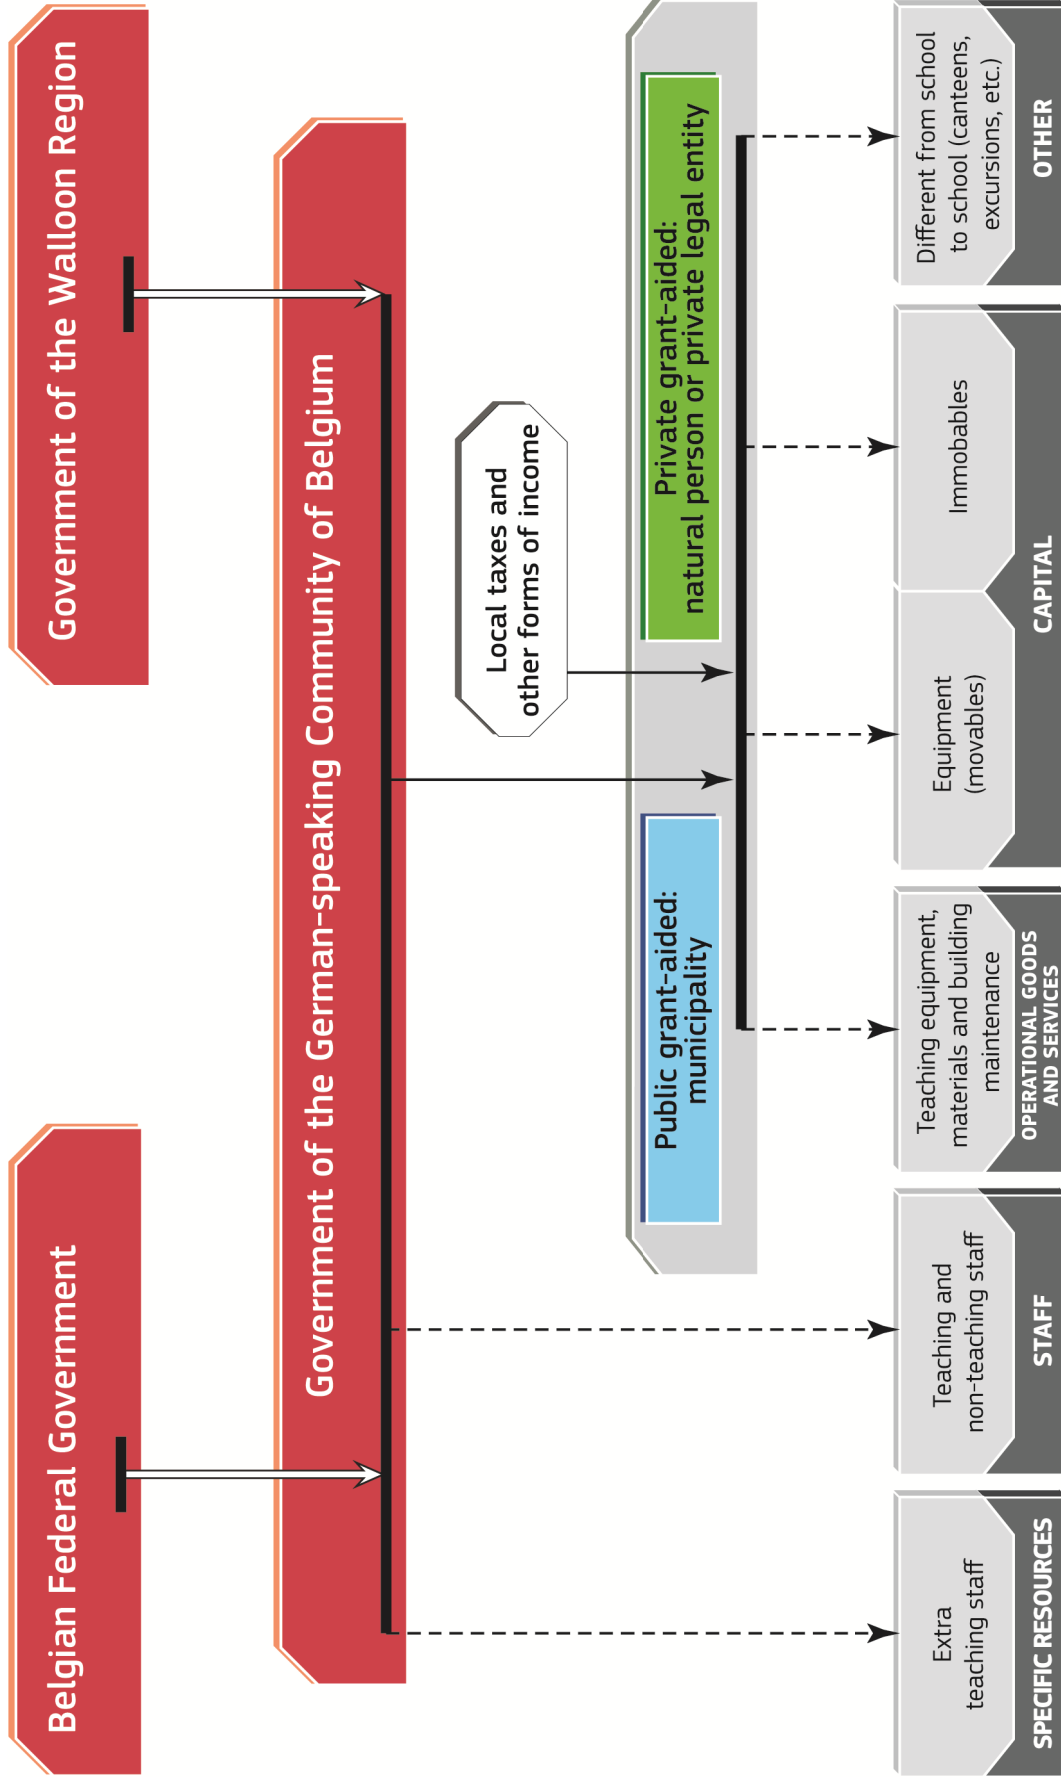 Belgian Federal Government
Government of the Walloon Region
Government of the German-speaking Community of Belgium
Local taxes and
other forms of income
Public grant-aided:
municipality
Private grant-aided:
natural person or private legal entity
Extra
teaching staff
SPECIFIC RESOURCES
Teaching and
non-teaching staff
STAFF
Teaching equipment,
materials and building
maintenance
OPERATIONAL GOODS
AND SERVICES
Equipment
(movables)
Immobables
CAPITAL
Different from school
to school (canteens,
excursions, etc.)
OTHER